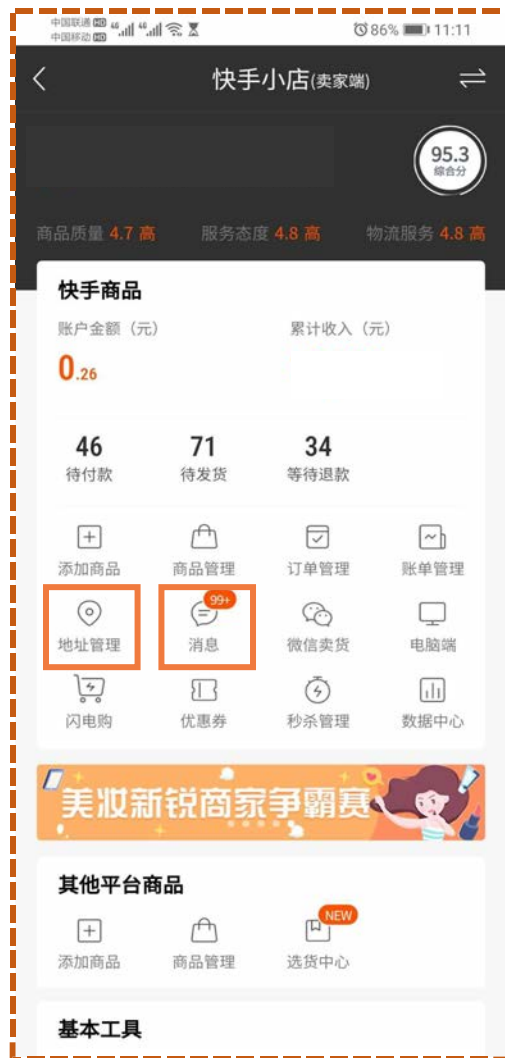 中国联通 HD 46 46 86% 11:11
中国移动 HD
快手小店(卖家端)
95.3
综合分
商品质量 4.7 高 服务态度 4.8 高 物流服务 4.8 高
快手商品
账户金额（元） 累计收入（元）
0.26
46 71 34
待付款 待发货 等待退款
添加商品 商品管理 订单管理 账单管理
99+
地址管理 消息 微信卖货 电脑端
闪电购 优惠券 秒杀管理 数据中心
美妆新锐商家争霸赛
其他平台商品
NEW
添加商品 商品管理 选货中心
基本工具